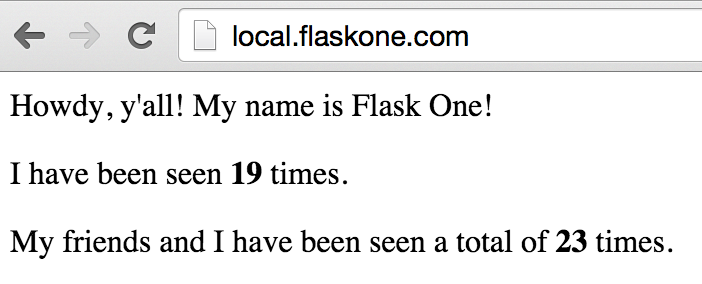 local.flaskone.com
Howdy, y'all! My name is Flask One!
I have been seen 19 times.
My friends and I have been seen a total of 23 times.